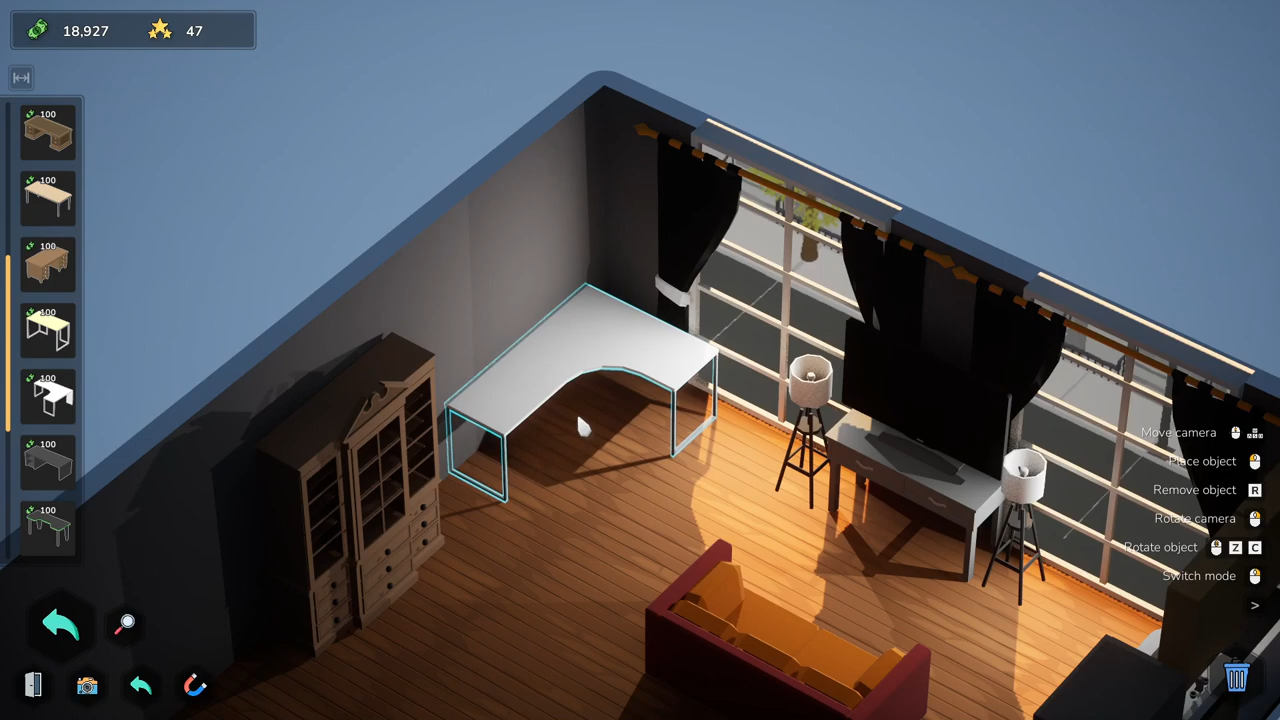 18,927 47
100
100
100
100
100
100
100
Move camera
Place object
Remove object R
Rotate camera
Rotate object Z C
Switch mode
>